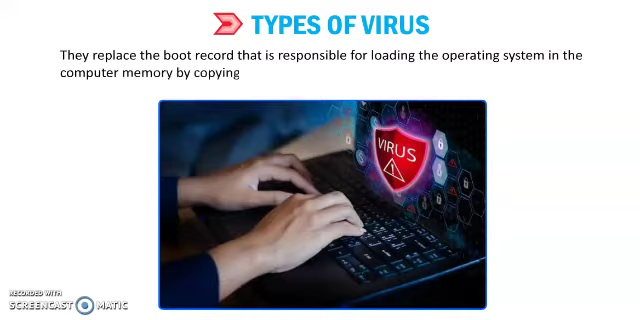 TYPES OF VIRUS
They replace the boot record that is responsible for loading the operating system in the
computer memory by copying
VIRUS
RECORDED WITH
SCREENCAST MATIC